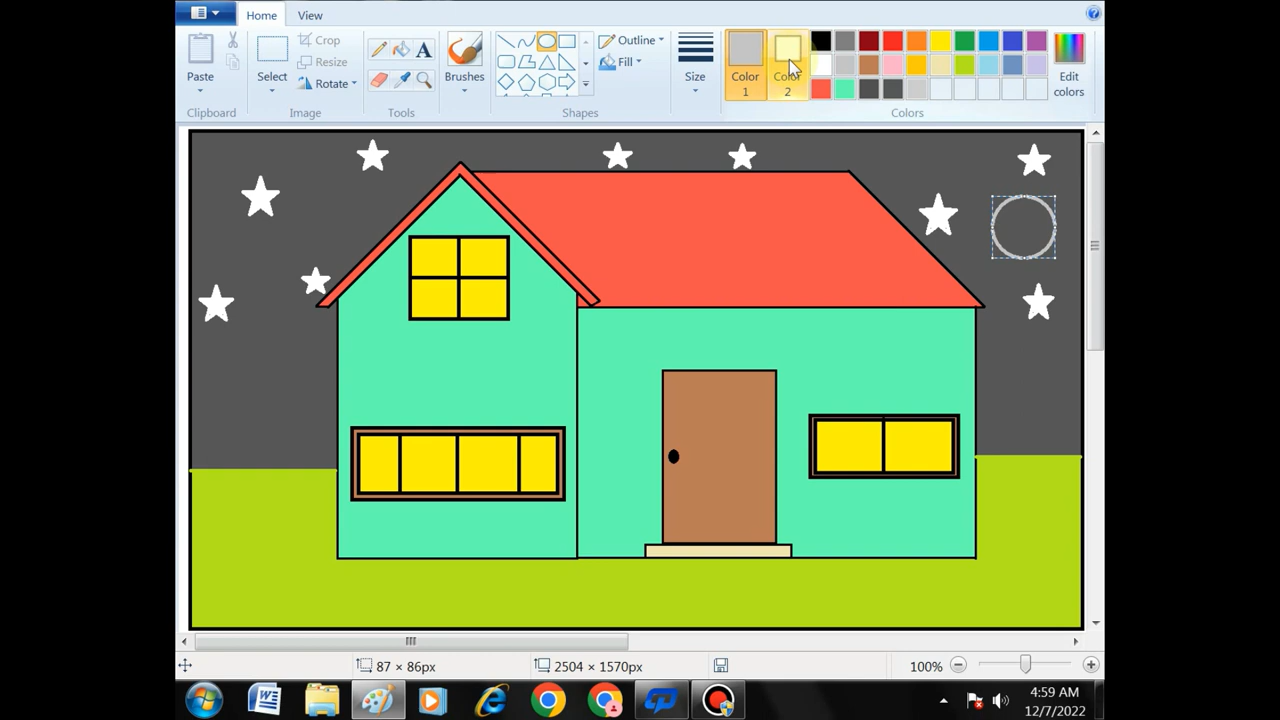 Home View
Crop
Resize
Rotate
Paste
Select
A
Brushes
Outline
Fill
Size
Color 1
Color 2
Edit colors
Clipboard Image Tools Shapes Colors
87 × 86px 2504 × 1570px 100%
4:59 AM
12/7/2022